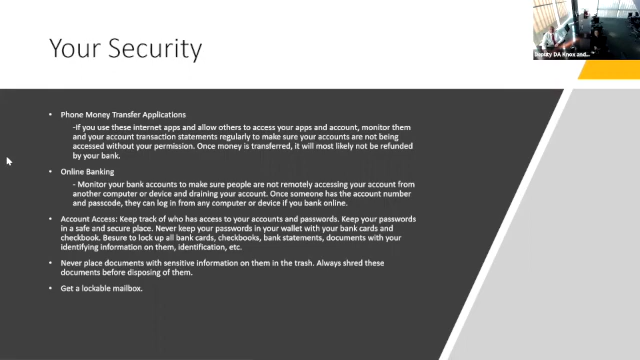 Your Security
Deputy DA Knox and...
• Phone Money Transfer Applications
-If you use these internet apps and allow others to access your apps and account, monitor them
and your account transaction statements regularly to make sure your accounts are not being
accessed without your permission. Once money is transferred, it will most likely not be refunded
by your bank.
• Online Banking
- Monitor your bank accounts to make sure people are not remotely accessing your account from
another computer or device and draining your account. Once someone has the account number
and passcode, they can log in from any computer or device if you bank online.
• Account Access: Keep track of who has access to your accounts and passwords. Keep your passwords
in a safe and secure place. Never keep your passwords in your wallet with your bank cards and
checkbook. Besure to lock up all bank cards, checkbooks, bank statements, documents with your
identifying information on them, identification, etc.
• Never place documents with sensitive information on them in the trash. Always shred these
documents before disposing of them.
• Get a lockable mailbox.